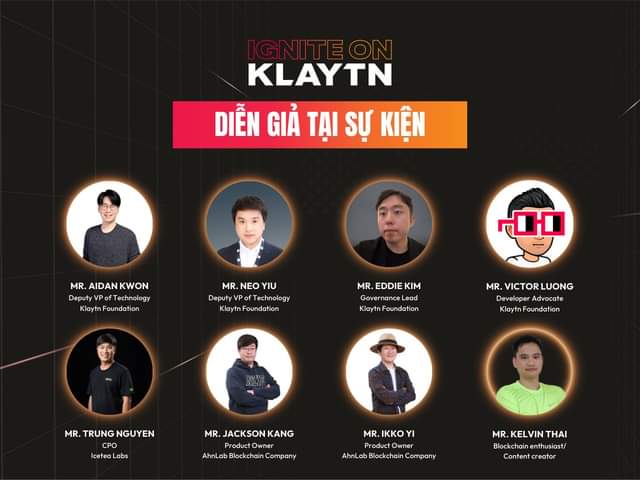 IGNITE ON
KLAYTN
DIỄN GIẢ TẠI SỰ KIỆN
MR. AIDAN KWON
Deputy VP of Technology
Klaytn Foundation
MR. NEO YIU
Deputy VP of Technology
Klaytn Foundation
MR. EDDIE KIM
Governance Lead
Klaytn Foundation
MR. VICTOR LUONG
Developer Advocate
Klaytn Foundation
MR. TRUNG NGUYEN
CPO
Icetea Labs
MR. JACKSON KANG
Product Owner
AhnLab Blockchain Company
MR. IKKO YI
Product Owner
AhnLab Blockchain Company
MR. KELVIN THAI
Blockchain enthusiast/
Content creator